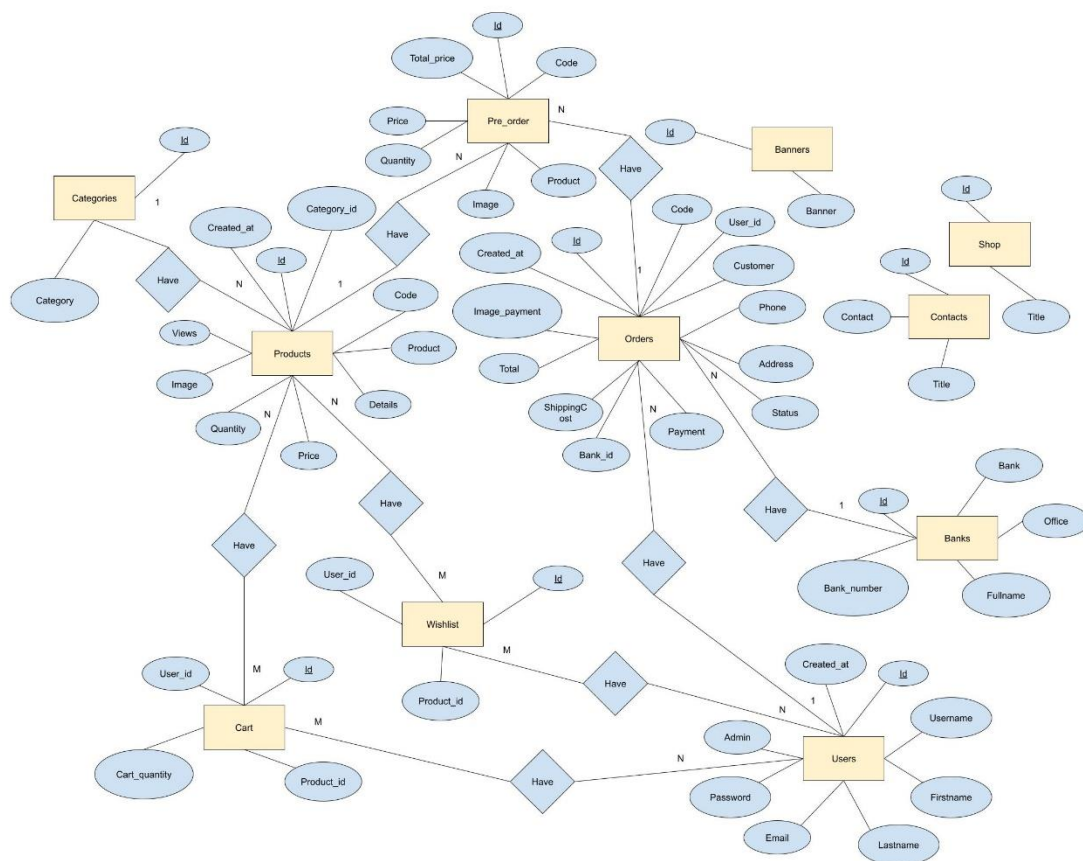 Id
Total_price
Code
Price
Pre_order
N
Quantity
N
Image
Product
Have
Id
Banners
Banner
Id
Categories
1
Category
Have
N
Created_at
Category_id
Id
Have
1
Code
Views
Products
Product
Image
Details
Quantity
N
N
Price
Code
User_id
Id
Created_at
Customer
1
Image_payment
Phone
Orders
Total
Address
N
ShippingC
ost
N
Payment
Status
Bank_id
Id
Shop
Title
Id
Contact
Contacts
Title
Have
1
Bank
Id
Office
Banks
Bank_number
Fullname
Have
Have
Have
M
User_id
Id
Wishlist
M
Product_id
Have
N
M
User_id
Id
Cart
M
Cart_quantity
Product_id
Have
N
Created_at
Id
1
Username
Admin
Users
Password
Firstname
Email
Lastname